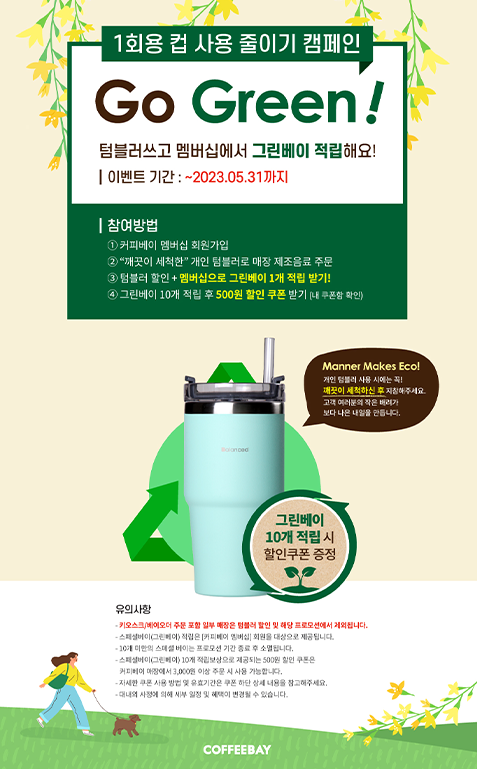 1회용 컵 사용 줄이기 캠페인
Go Green!
텀블러쓰고 멤버십에서 그린베이 적립해요!
이벤트 기간 : ~2023.05.31까지
참여방법
① 커피베이 멤버십 회원가입
② “깨끗이 세척한” 개인 텀블러로 매장 제조음료 주문
③ 텀블러 할인 + 멤버십으로 그린베이 1개 적립 받기!
④ 그린베이 10개 적립 후 500원 할인 쿠폰 받기 (내 쿠폰함 확인)
Manner Makes Eco!
개인 텀블러 사용 시에는 꼭!
깨끗이 세척하신 후 지참해주세요.
고객 여러분의 작은 배려가
보다 나은 내일을 만듭니다.
그린베이
10개 적립 시
할인쿠폰 증정
유의사항
- 키오스크/바이오더 주문 포함 일부 매장은 텀블러 할인 및 해당 프로모션에서 제외됩니다.
- 스페셜베이(그린베이) 적립은 [커피베이 멤버십] 회원을 대상으로 제공됩니다.
- 10개 미만의 스페셜 베이는 프로모션 기간 종료 후 소멸됩니다.
- 스페셜베이(그린베이) 10개 적립보상으로 제공되는 500원 할인 쿠폰은
커피베이 매장에서 3,000원 이상 주문 시 사용 가능합니다.
- 자세한 쿠폰 사용 방법 및 유효기간은 쿠폰 하단 상세 내용을 참고해주세요.
- 대내외 사정에 의해 세부 일정 및 혜택이 변경될 수 있습니다.
COFFEEBAY